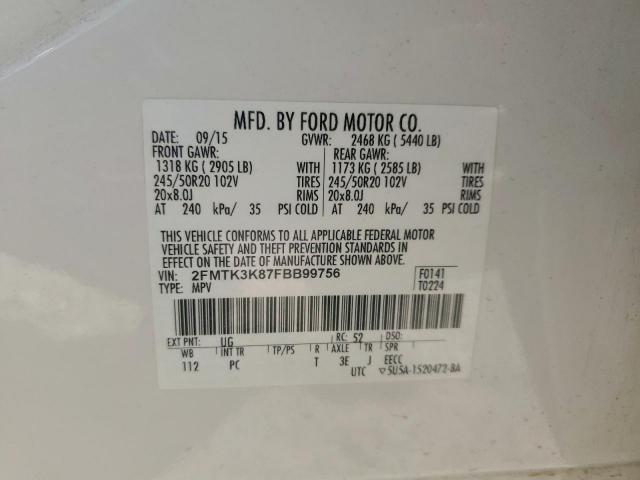 MFD. BY FORD MOTOR CO.
DATE: 09/15 GVWR: 2468 KG ( 5440 LB)
FRONT GAWR: REAR GAWR:
1318 KG ( 2905 LB) WITH 1173 KG ( 2585 LB) WITH
245/50R20 102V TIRES 245/50R20 102V TIRES
20x8.0J RIMS 20x8.0J RIMS
AT 240 kPa/ 35 PSI COLD AT 240 kPa/ 35 PSI COLD
THIS VEHICLE CONFORMS TO ALL APPLICABLE FEDERAL MOTOR
VEHICLE SAFETY AND THEFT PREVENTION STANDARDS IN
EFFECT ON THE DATE OF MANUFACTURE SHOWN ABOVE.
VIN: 2FMTK3K87FBB99756 F0141
TYPE: MPV T0224
EXT PNT: UG RC: 52 DSO:
WB INT TR TP/PS R AXLE TR SPR
112 PC T 3E J EECC
UTC ▽5U5A-1520472-BA